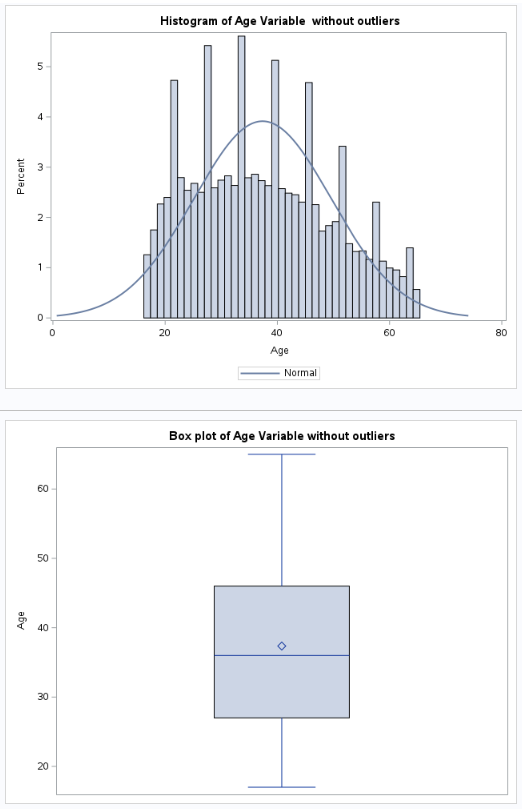 Histogram of Age Variable without outliers
5
4
3
2
1
0
Percent
0 20 40 60 80
Age
Normal
Box plot of Age Variable without outliers
60
50
40
30
20
Age